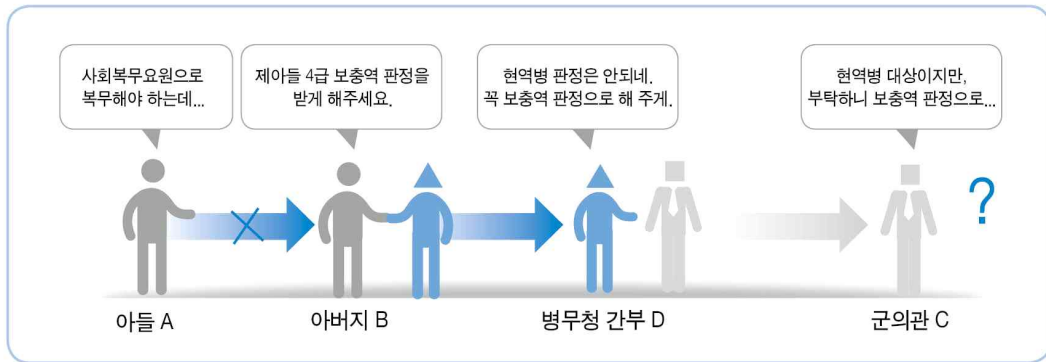 사회복무요원으로
복무해야 하는데...
제아들 4급 보충역 판정을
받게 해주세요.
현역병 판정은 안되네.
꼭 보충역 판정으로 해 주게.
현역병 대상이지만,
부탁하니 보충역 판정으로...
?
아들 A
아버지 B
병무청 간부 D
군의관 C